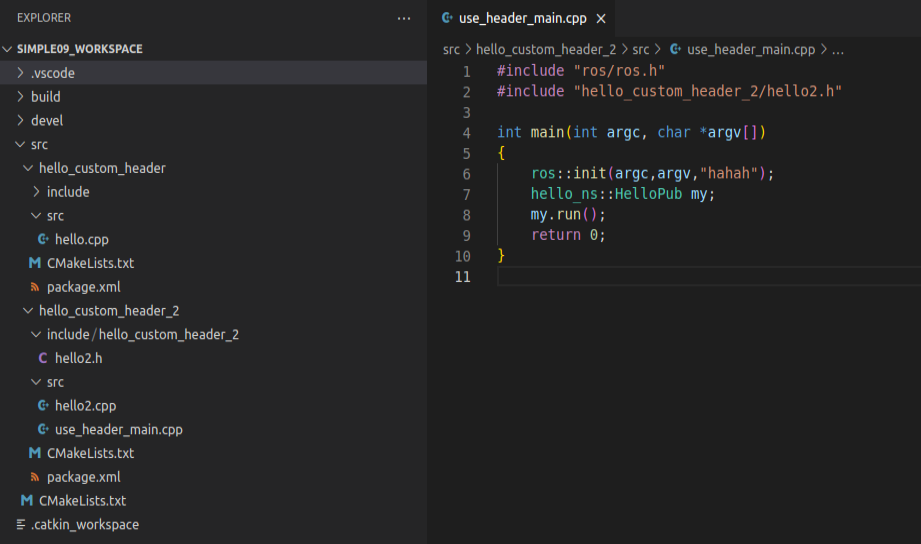 EXPLORER
SIMPLE09_WORKSPACE
.vscode
build
devel
src
hello_custom_header
include
src
hello.cpp
CMakeLists.txt
package.xml
hello_custom_header_2
include/hello_custom_header_2
hello2.h
src
hello2.cpp
use_header_main.cpp
CMakeLists.txt
package.xml
CMakeLists.txt
.catkin_workspace
use_header_main.cpp
src > hello_custom_header_2 > src > use_header_main.cpp > ...
1 #include "ros/ros.h"
2 #include "hello_custom_header_2/hello2.h"
3
4 int main(int argc, char *argv[])
5 {
6     ros::init(argc,argv,"hahah");
7     hello_ns::HelloPub my;
8     my.run();
9     return 0;
10 }
11